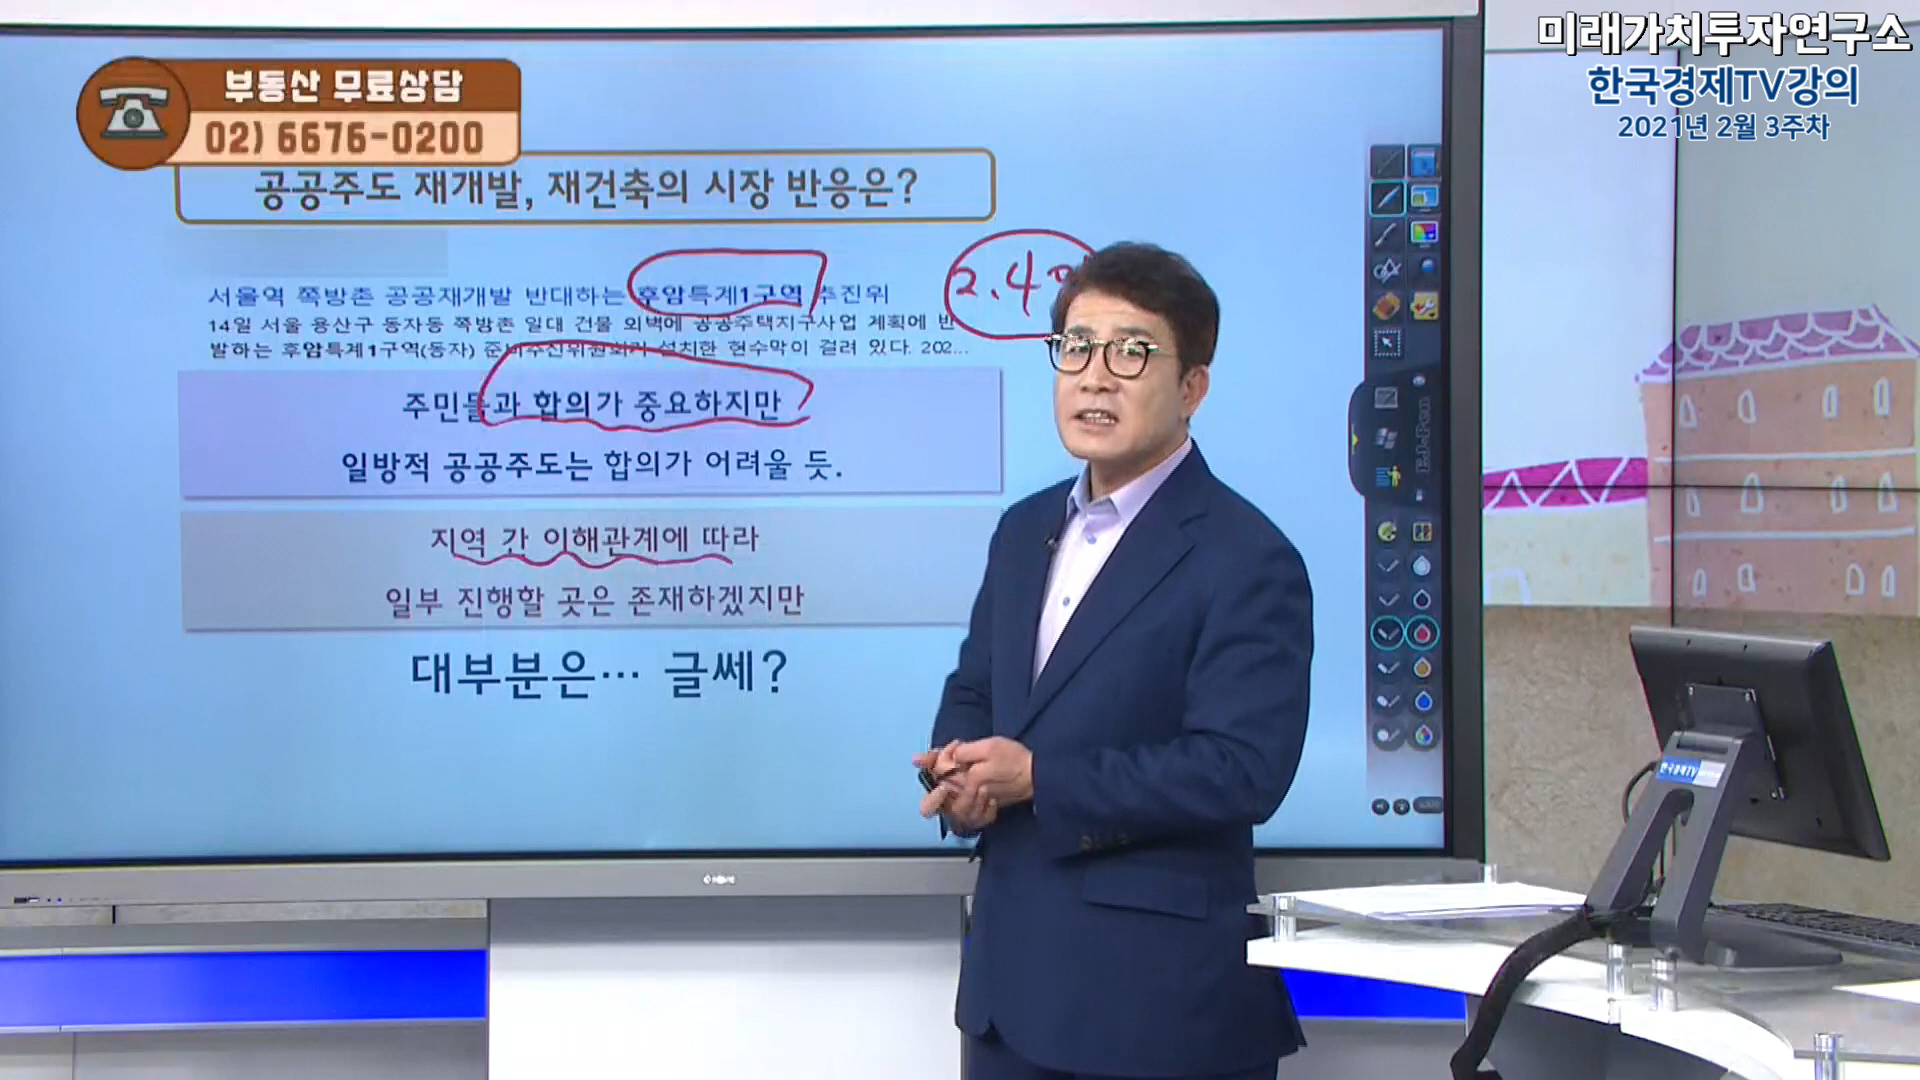 미래가치투자연구소
한국경제TV강의
2021년 2월 3주차
부동산 무료상담
02) 6676-0200
공공주도 재개발, 재건축의 시장 반응은?
2.4
서울역 쪽방촌 공공재개발 반대하는 후암특계1구역 추진위
14일 서울 용산구 동자동 쪽방촌 일대 건물 외벽에 공공주택지구사업 계획에 반
발하는 후암특계1구역(동자) 준비추진위원회가 설치한 현수막이 걸려 있다. 202...
주민들과 합의가 중요하지만
일방적 공공주도는 합의가 어려울 듯.
지역 간 이해관계에 따라
일부 진행할 곳은 존재하겠지만
대부분은... 글쎄?
한국경제TV